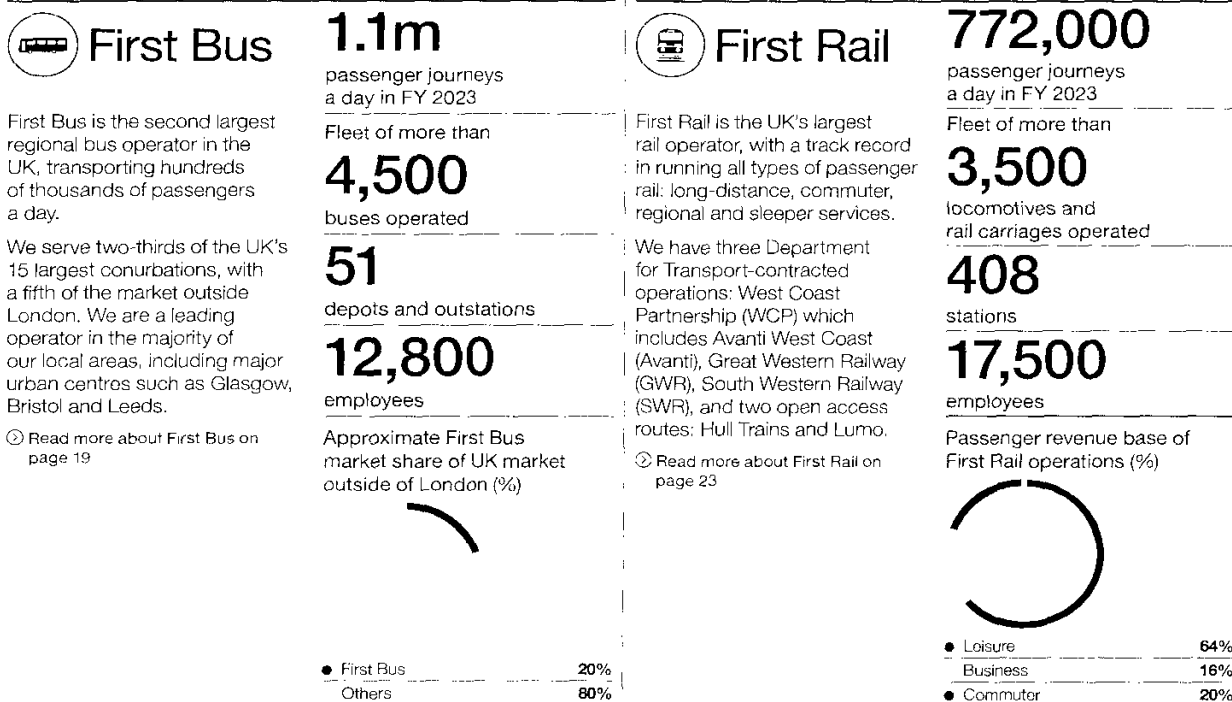 First Bus
First Bus is the second largest
regional bus operator in the
UK, transporting hundreds
of thousands of passengers
a day.
We serve two-thirds of the UK's
15 largest conurbations, with
a fifth of the market outside
London. We are a leading
operator in the majority of
our local areas, including major
urban centres such as Glasgow,
Bristol and Leeds.
Read more about First Bus on
page 19
1.1m
passenger journeys
a day in FY 2023
Fleet of more than
4,500
buses operated
51
depots and outstations
12,800
employees
Approximate First Bus
market share of UK market
outside of London (%)
First Bus 20%
Others 80%
First Rail
First Rail is the UK's largest
rail operator, with a track record
in running all types of passenger
rail: long-distance, commuter,
regional and sleeper services.
We have three Department
for Transport-contracted
operations: West Coast
Partnership (WCP) which
includes Avanti West Coast
(Avanti), Great Western Railway
(GWR), South Western Railway
(SWR), and two open access
routes: Hull Trains and Lumo.
Read more about First Rail on
page 23
772,000
passenger journeys
a day in FY 2023
Fleet of more than
3,500
locomotives and
rail carriages operated
408
stations
17,500
employees
Passenger revenue base of
First Rail operations (%)
Leisure 64%
Business 16%
Commuter 20%